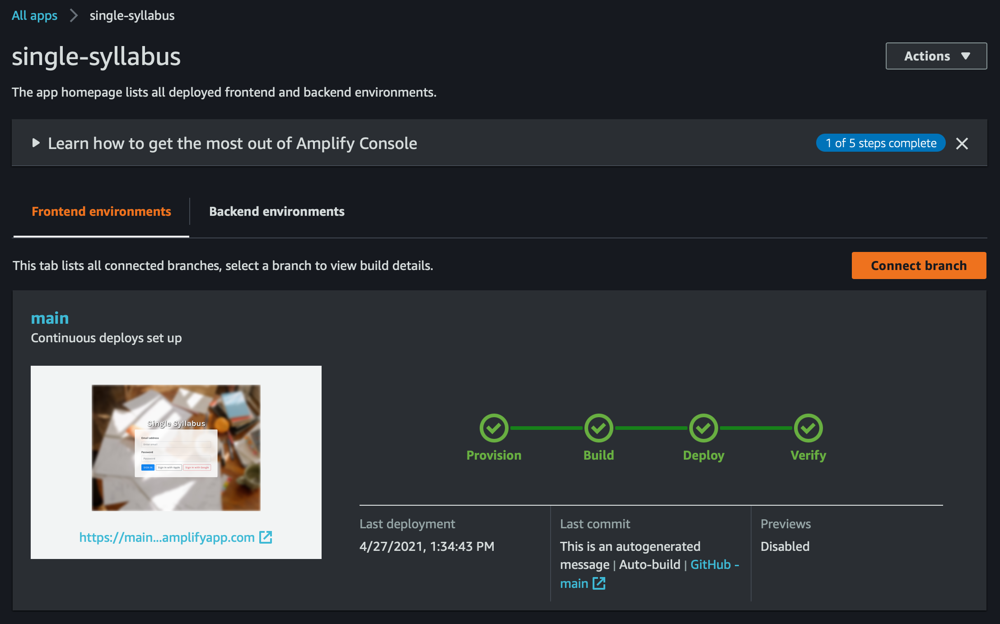 All apps
single-syllabus
single-syllabus
Actions
The app homepage lists all deployed frontend and backend environments.
Learn how to get the most out of Amplify Console
1 of 5 steps complete
Frontend environments
Backend environments
This tab lists all connected branches, select a branch to view build details.
Connect branch
main
Continuous deploys set up
Single Syllabus
Email address
Enter email
Password
Password
SIGN IN
Sign in with Apple
Sign in with Google
https://main...amplifyapp.com
Provision
Build
Deploy
Verify
Last deployment
4/27/2021, 1:34:43 PM
Last commit
This is an autogenerated
message | Auto-build | GitHub -
main
Previews
Disabled